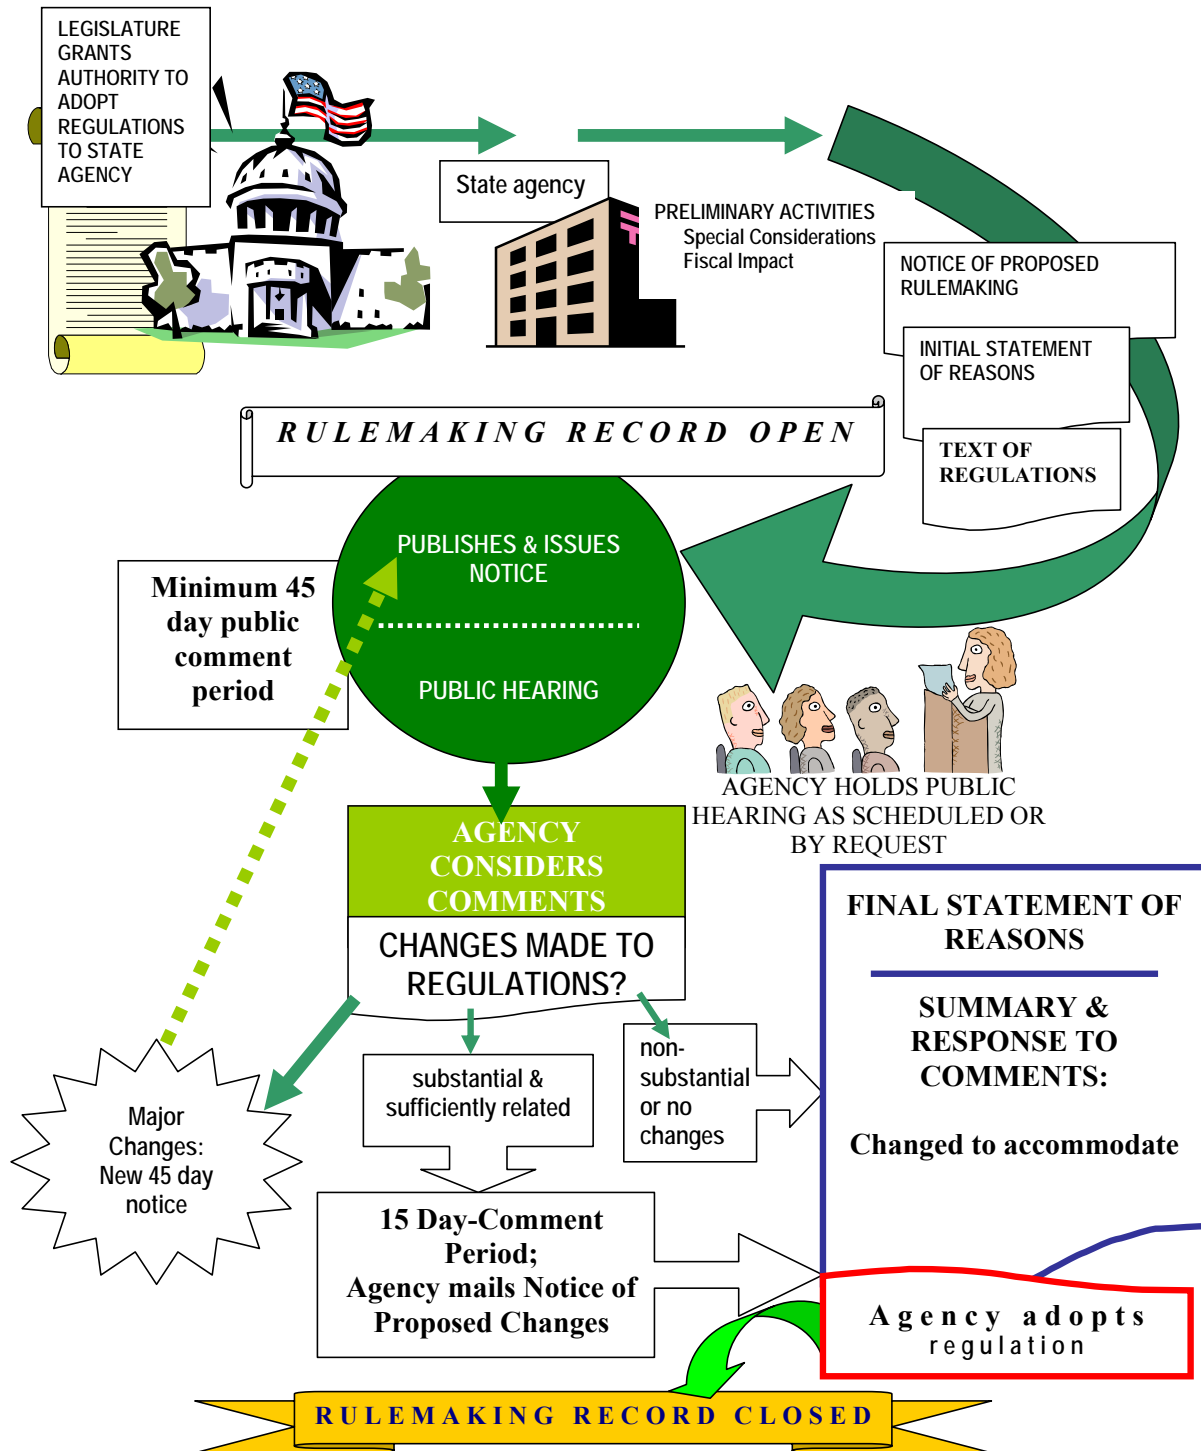 LEGISLATURE
GRANTS
AUTHORITY TO
ADOPT
REGULATIONS
TO STATE
AGENCY
State agency
PRELIMINARY ACTIVITIES
Special Considerations
Fiscal Impact
NOTICE OF PROPOSED
RULEMAKING
INITIAL STATEMENT
OF REASONS
TEXT OF
REGULATIONS
RULEMAKING RECORD OPEN
PUBLISHES & ISSUES
NOTICE
PUBLIC HEARING
Minimum 45
day public
comment
period
AGENCY HOLDS PUBLIC
HEARING AS SCHEDULED OR
BY REQUEST
AGENCY
CONSIDERS
COMMENTS
CHANGES MADE TO
REGULATIONS?
Major
Changes:
New 45 day
notice
substantial &
sufficiently related
non-
substantial
or no
changes
15 Day-Comment
Period;
Agency mails Notice of
Proposed Changes
FINAL STATEMENT OF
REASONS
SUMMARY &
RESPONSE TO
COMMENTS:
Changed to accommodate
Agency adopts
regulation
RULEMAKING RECORD CLOSED